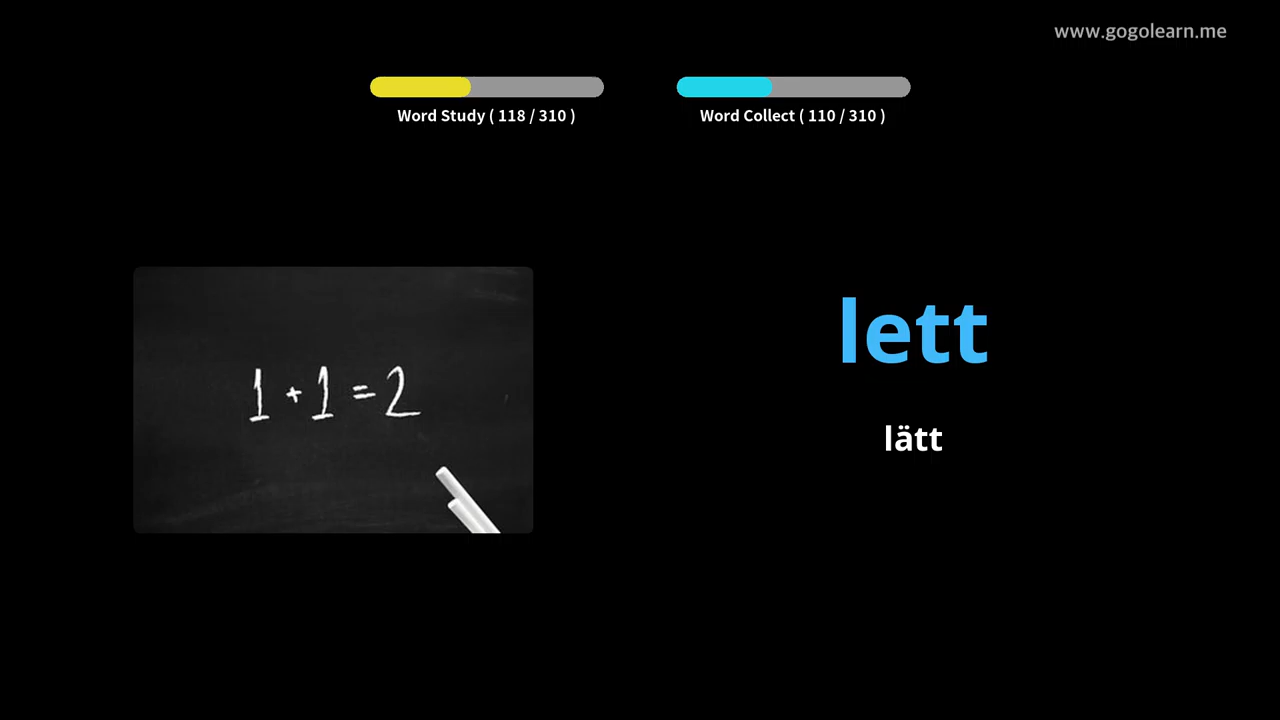 www.gogolearn.me
Word Study ( 118 / 310 )
Word Collect ( 110 / 310 )
1 + 1 = 2
lett
lätt